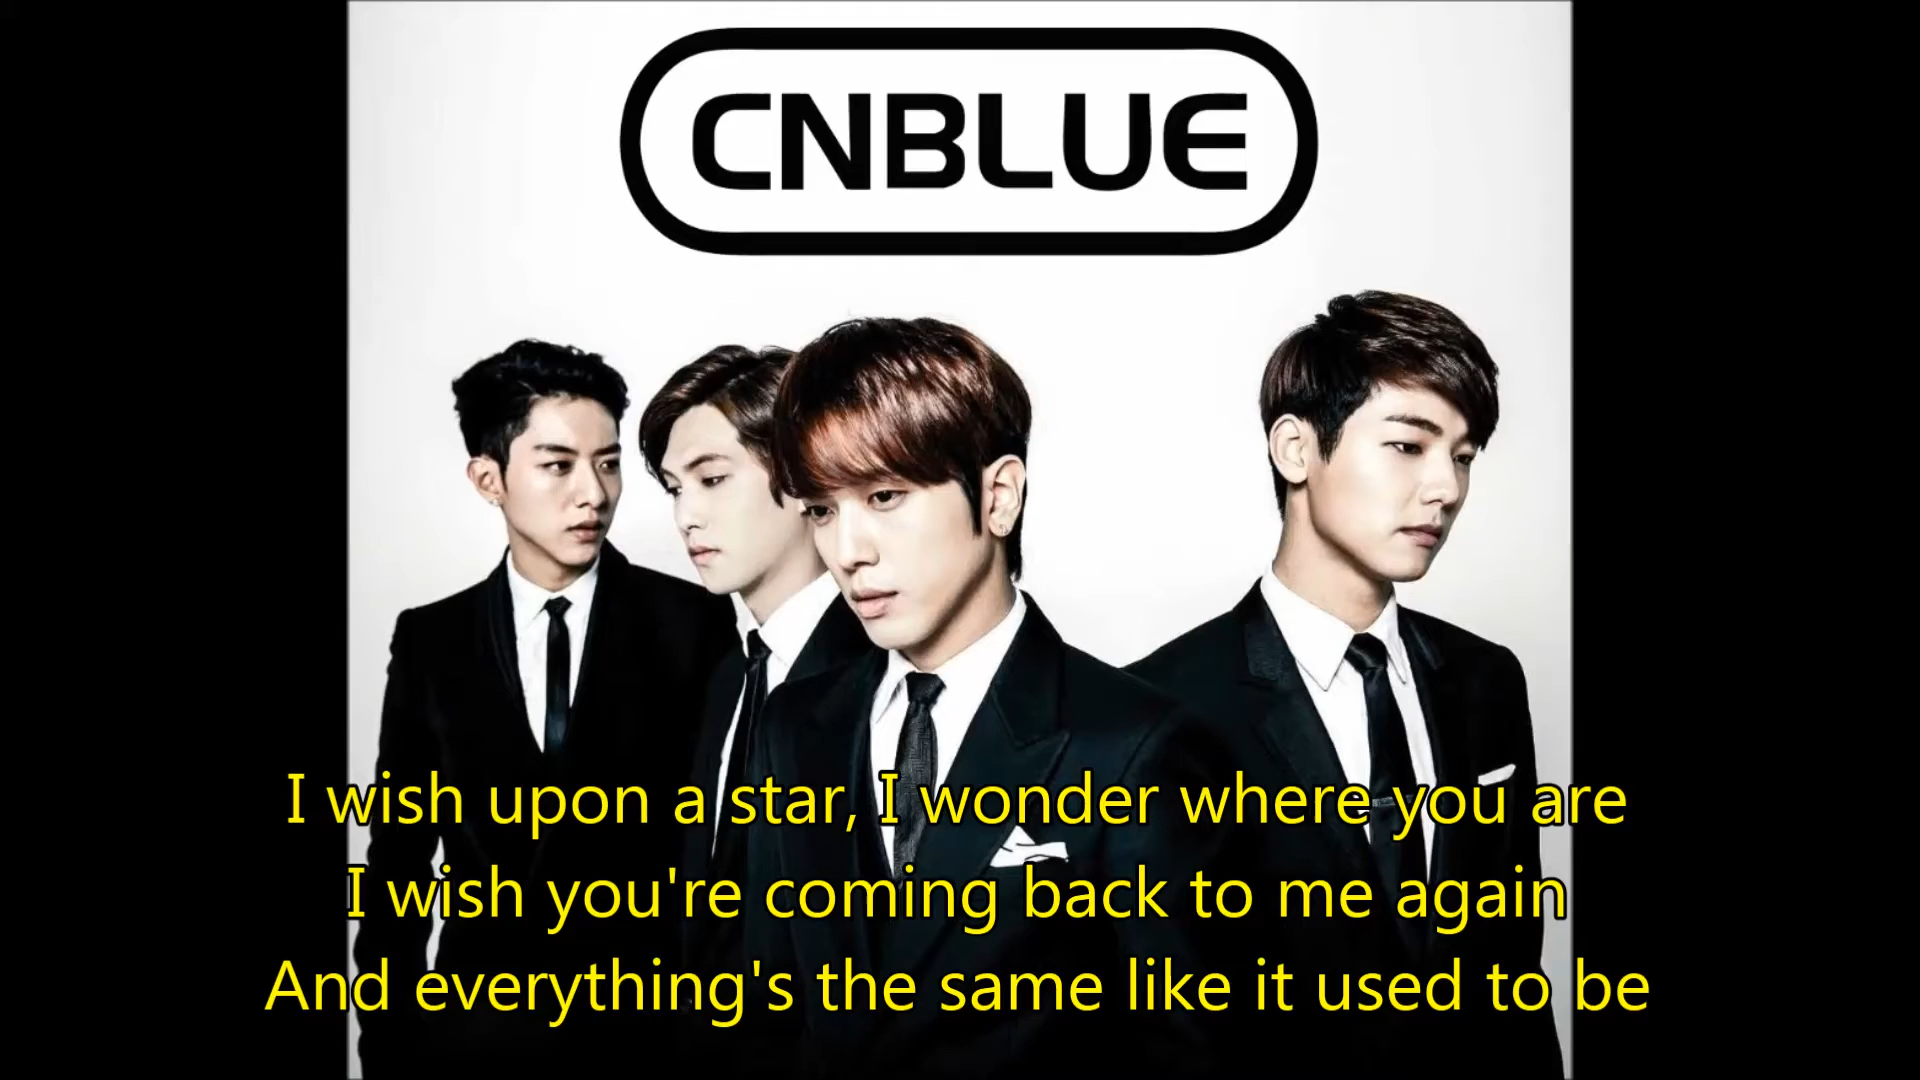 CNBLUE
I wish upon a star, I wonder where you are
I wish you're coming back to me again
And everything's the same like it used to be